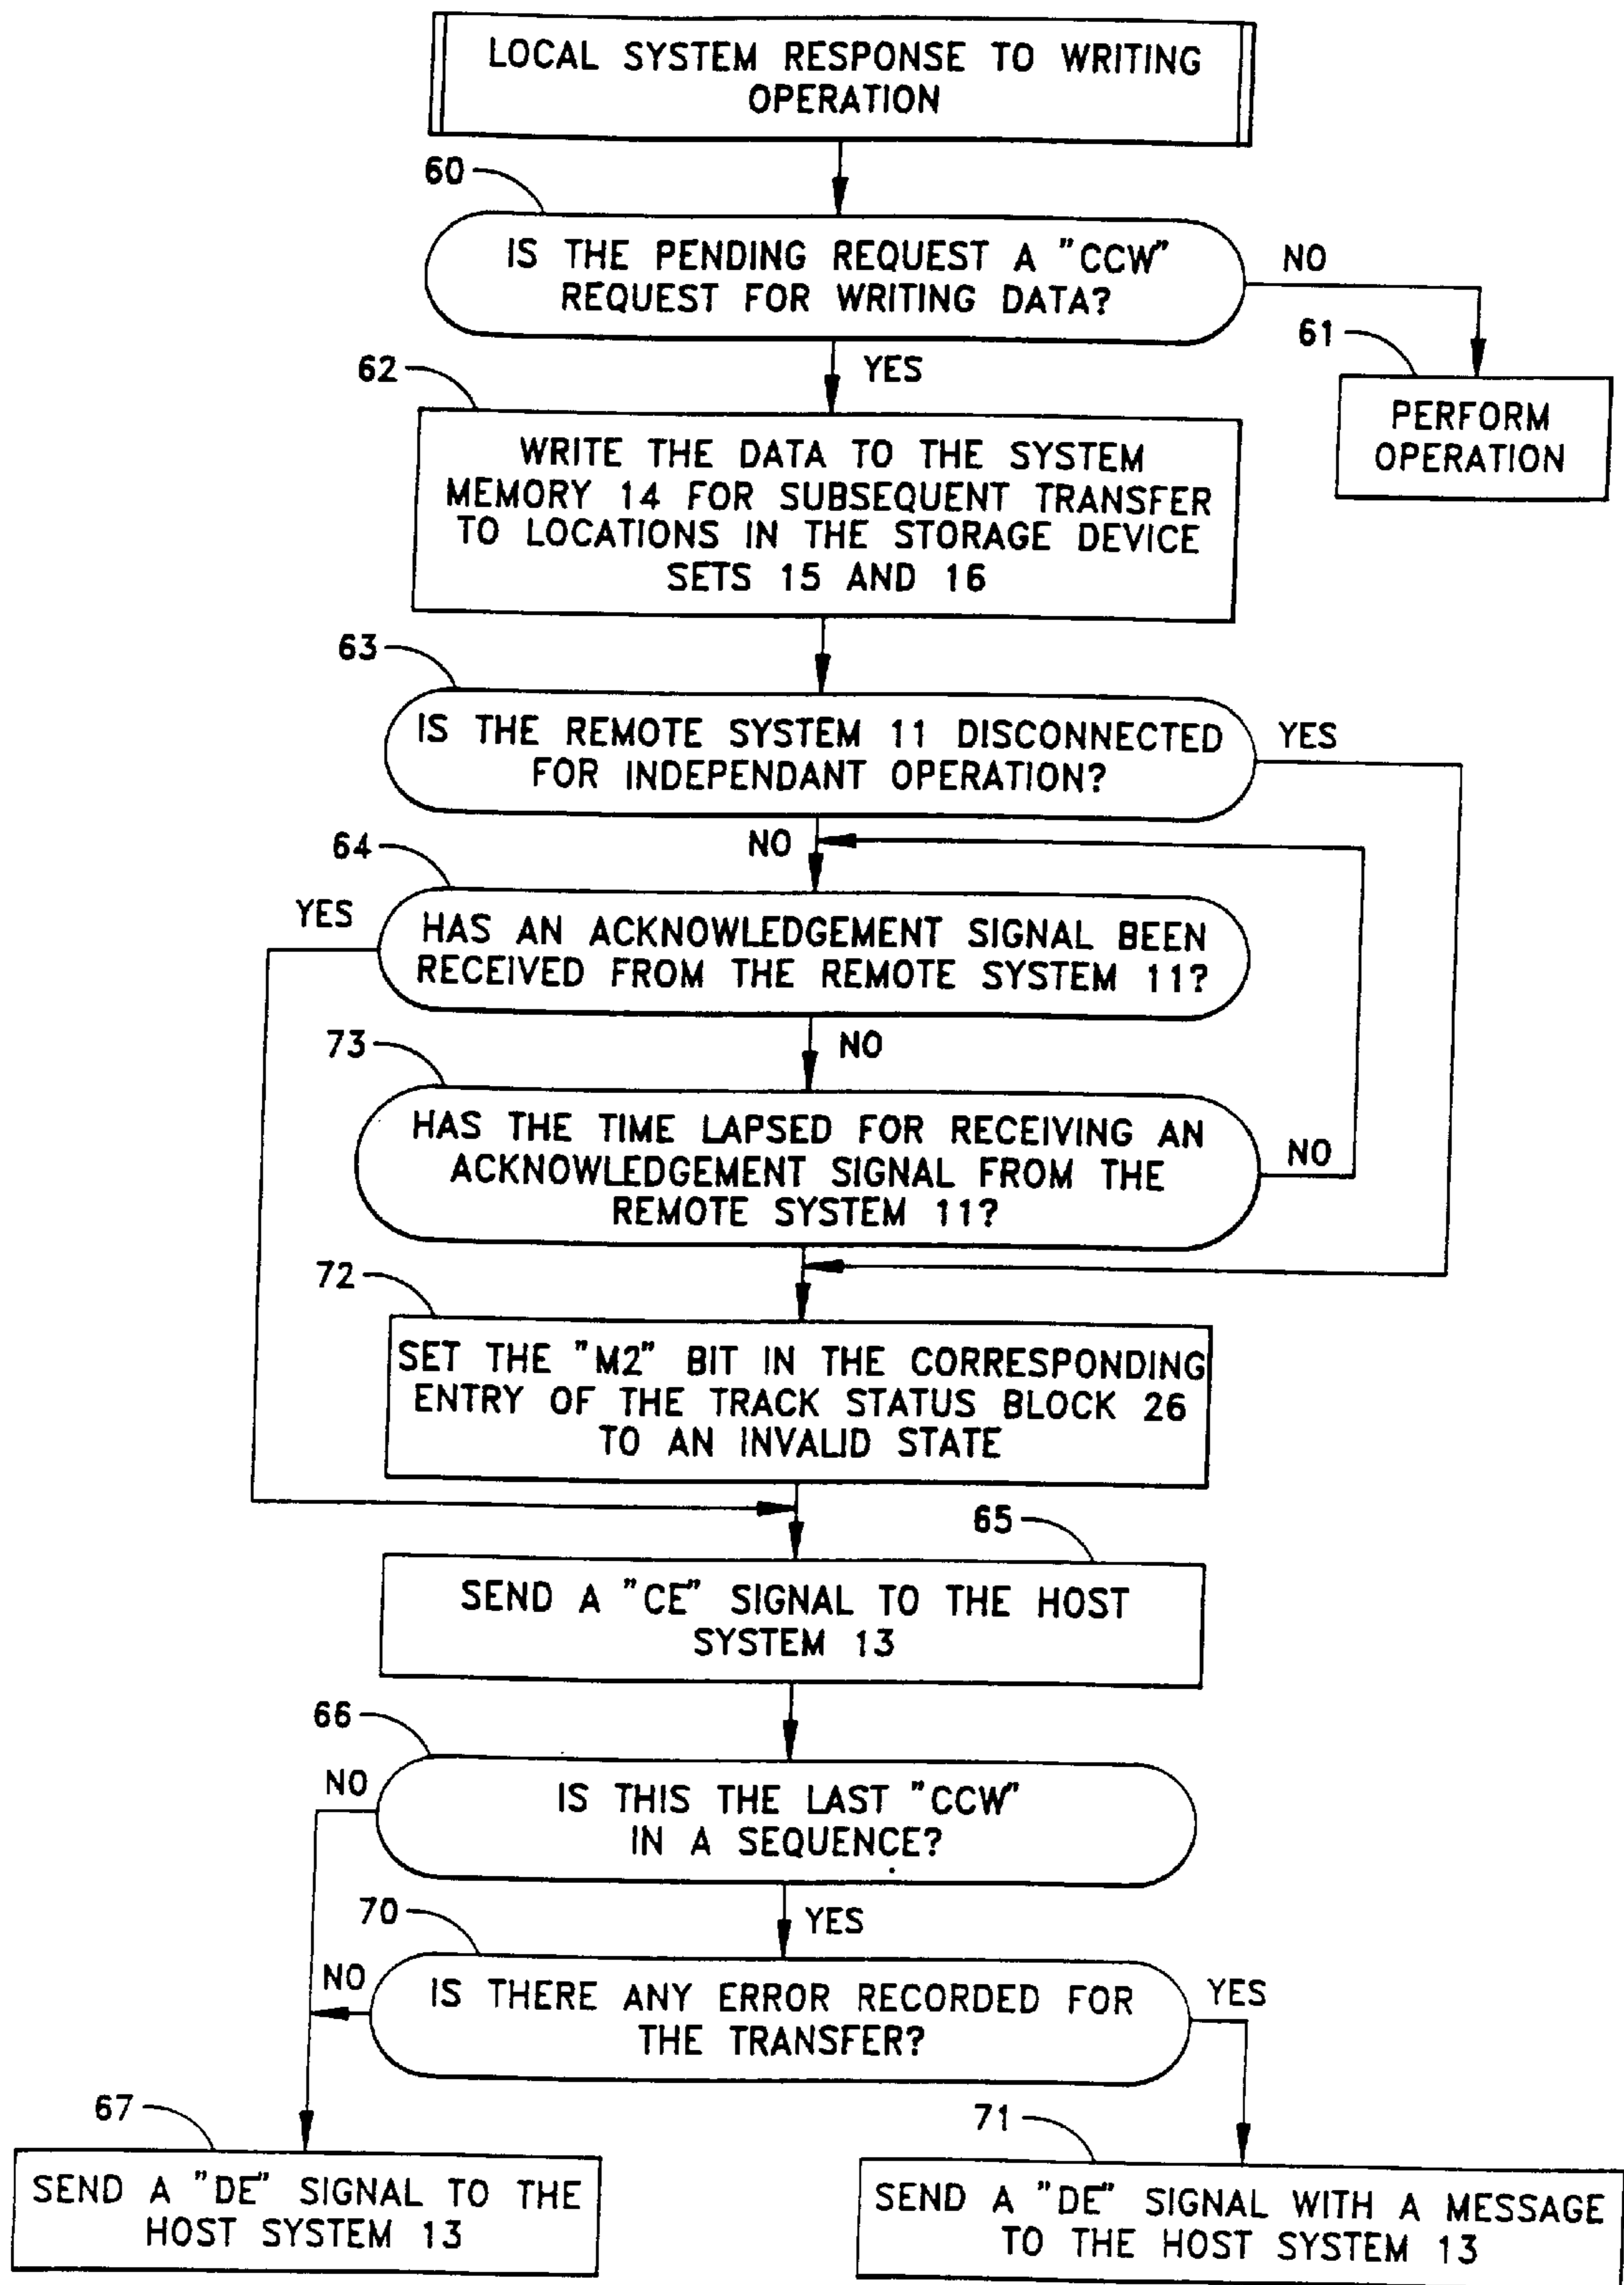 LOCAL SYSTEM RESPONSE TO WRITING
OPERATION
60
IS THE PENDING REQUEST A "CCW"
REQUEST FOR WRITING DATA?
NO
61
PERFORM
OPERATION
YES
62
WRITE THE DATA TO THE SYSTEM
MEMORY 14 FOR SUBSEQUENT TRANSFER
TO LOCATIONS IN THE STORAGE DEVICE
SETS 15 AND 16
63
IS THE REMOTE SYSTEM 11 DISCONNECTED
FOR INDEPENDANT OPERATION?
YES
NO
64
YES
HAS AN ACKNOWLEDGEMENT SIGNAL BEEN
RECEIVED FROM THE REMOTE SYSTEM 11?
NO
73
HAS THE TIME LAPSED FOR RECEIVING AN
ACKNOWLEDGEMENT SIGNAL FROM THE
REMOTE SYSTEM 11?
NO
72
SET THE "M2" BIT IN THE CORRESPONDING
ENTRY OF THE TRACK STATUS BLOCK 26
TO AN INVALID STATE
65
SEND A "CE" SIGNAL TO THE HOST
SYSTEM 13
66
NO
IS THIS THE LAST "CCW"
IN A SEQUENCE?
YES
70
NO
IS THERE ANY ERROR RECORDED FOR
THE TRANSFER?
YES
67
SEND A "DE" SIGNAL TO THE
HOST SYSTEM 13
71
SEND A "DE" SIGNAL WITH A MESSAGE
TO THE HOST SYSTEM 13